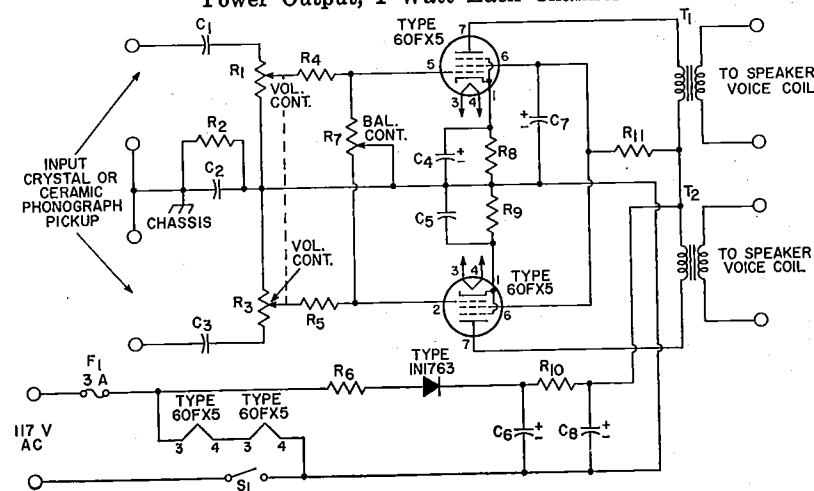 Power Output, 1 Watt Each Channel
TYPE
60FX5
T1
C1
7
R1
R4
5
6
TO SPEAKER
VOICE COIL
VOL.
CONT.
3 4
1
+
−
C7
R2
BAL.
CONT.
R7
R11
INPUT
CRYSTAL OR
CERAMIC
PHONOGRAPH
PICKUP
C4
+
−
R8
C2
T2
CHASSIS
C5
R9
VOL.
CONT.
3 4
1
TYPE
60FX5
TO SPEAKER
VOICE COIL
R3
R5
2
6
C3
7
F1
3 A
TYPE
1N1763
R6
R10
TYPE
60FX5
TYPE
60FX5
117 V
AC
3 4 3 4
C6
+
−
C8
+
−
S1